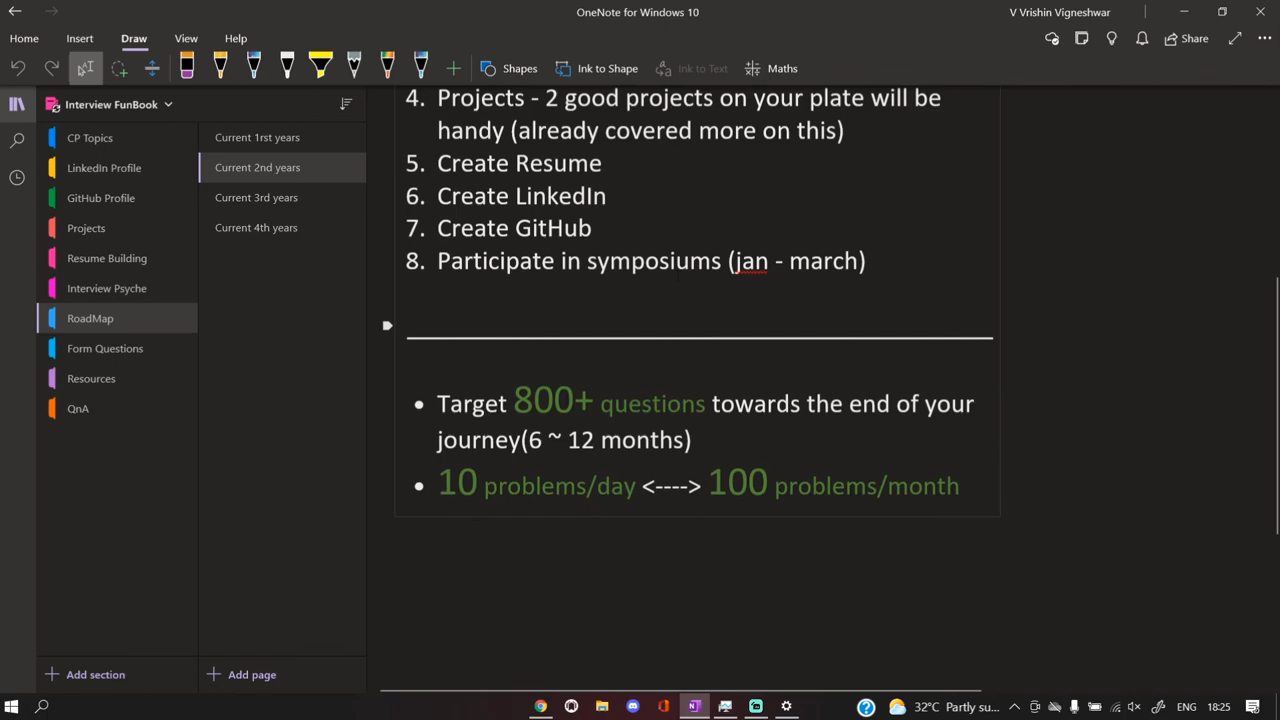 OneNote for Windows 10
V Vrishin Vigneshwar
Home
Insert
Draw
View
Help
Share
Shapes
Ink to Shape
Ink to Text
Maths
Interview FunBook
CP Topics
LinkedIn Profile
GitHub Profile
Projects
Resume Building
Interview Psyche
RoadMap
Form Questions
Resources
QnA
Add section
Current 1rst years
Current 2nd years
Current 3rd years
Current 4th years
Add page
4. Projects - 2 good projects on your plate will be
handy (already covered more on this)
5. Create Resume
6. Create LinkedIn
7. Create GitHub
8. Participate in symposiums (jan - march)
• Target 800+ questions towards the end of your
journey(6 ~ 12 months)
• 10 problems/day <----> 100 problems/month
32°C Partly su...
ENG
18:25